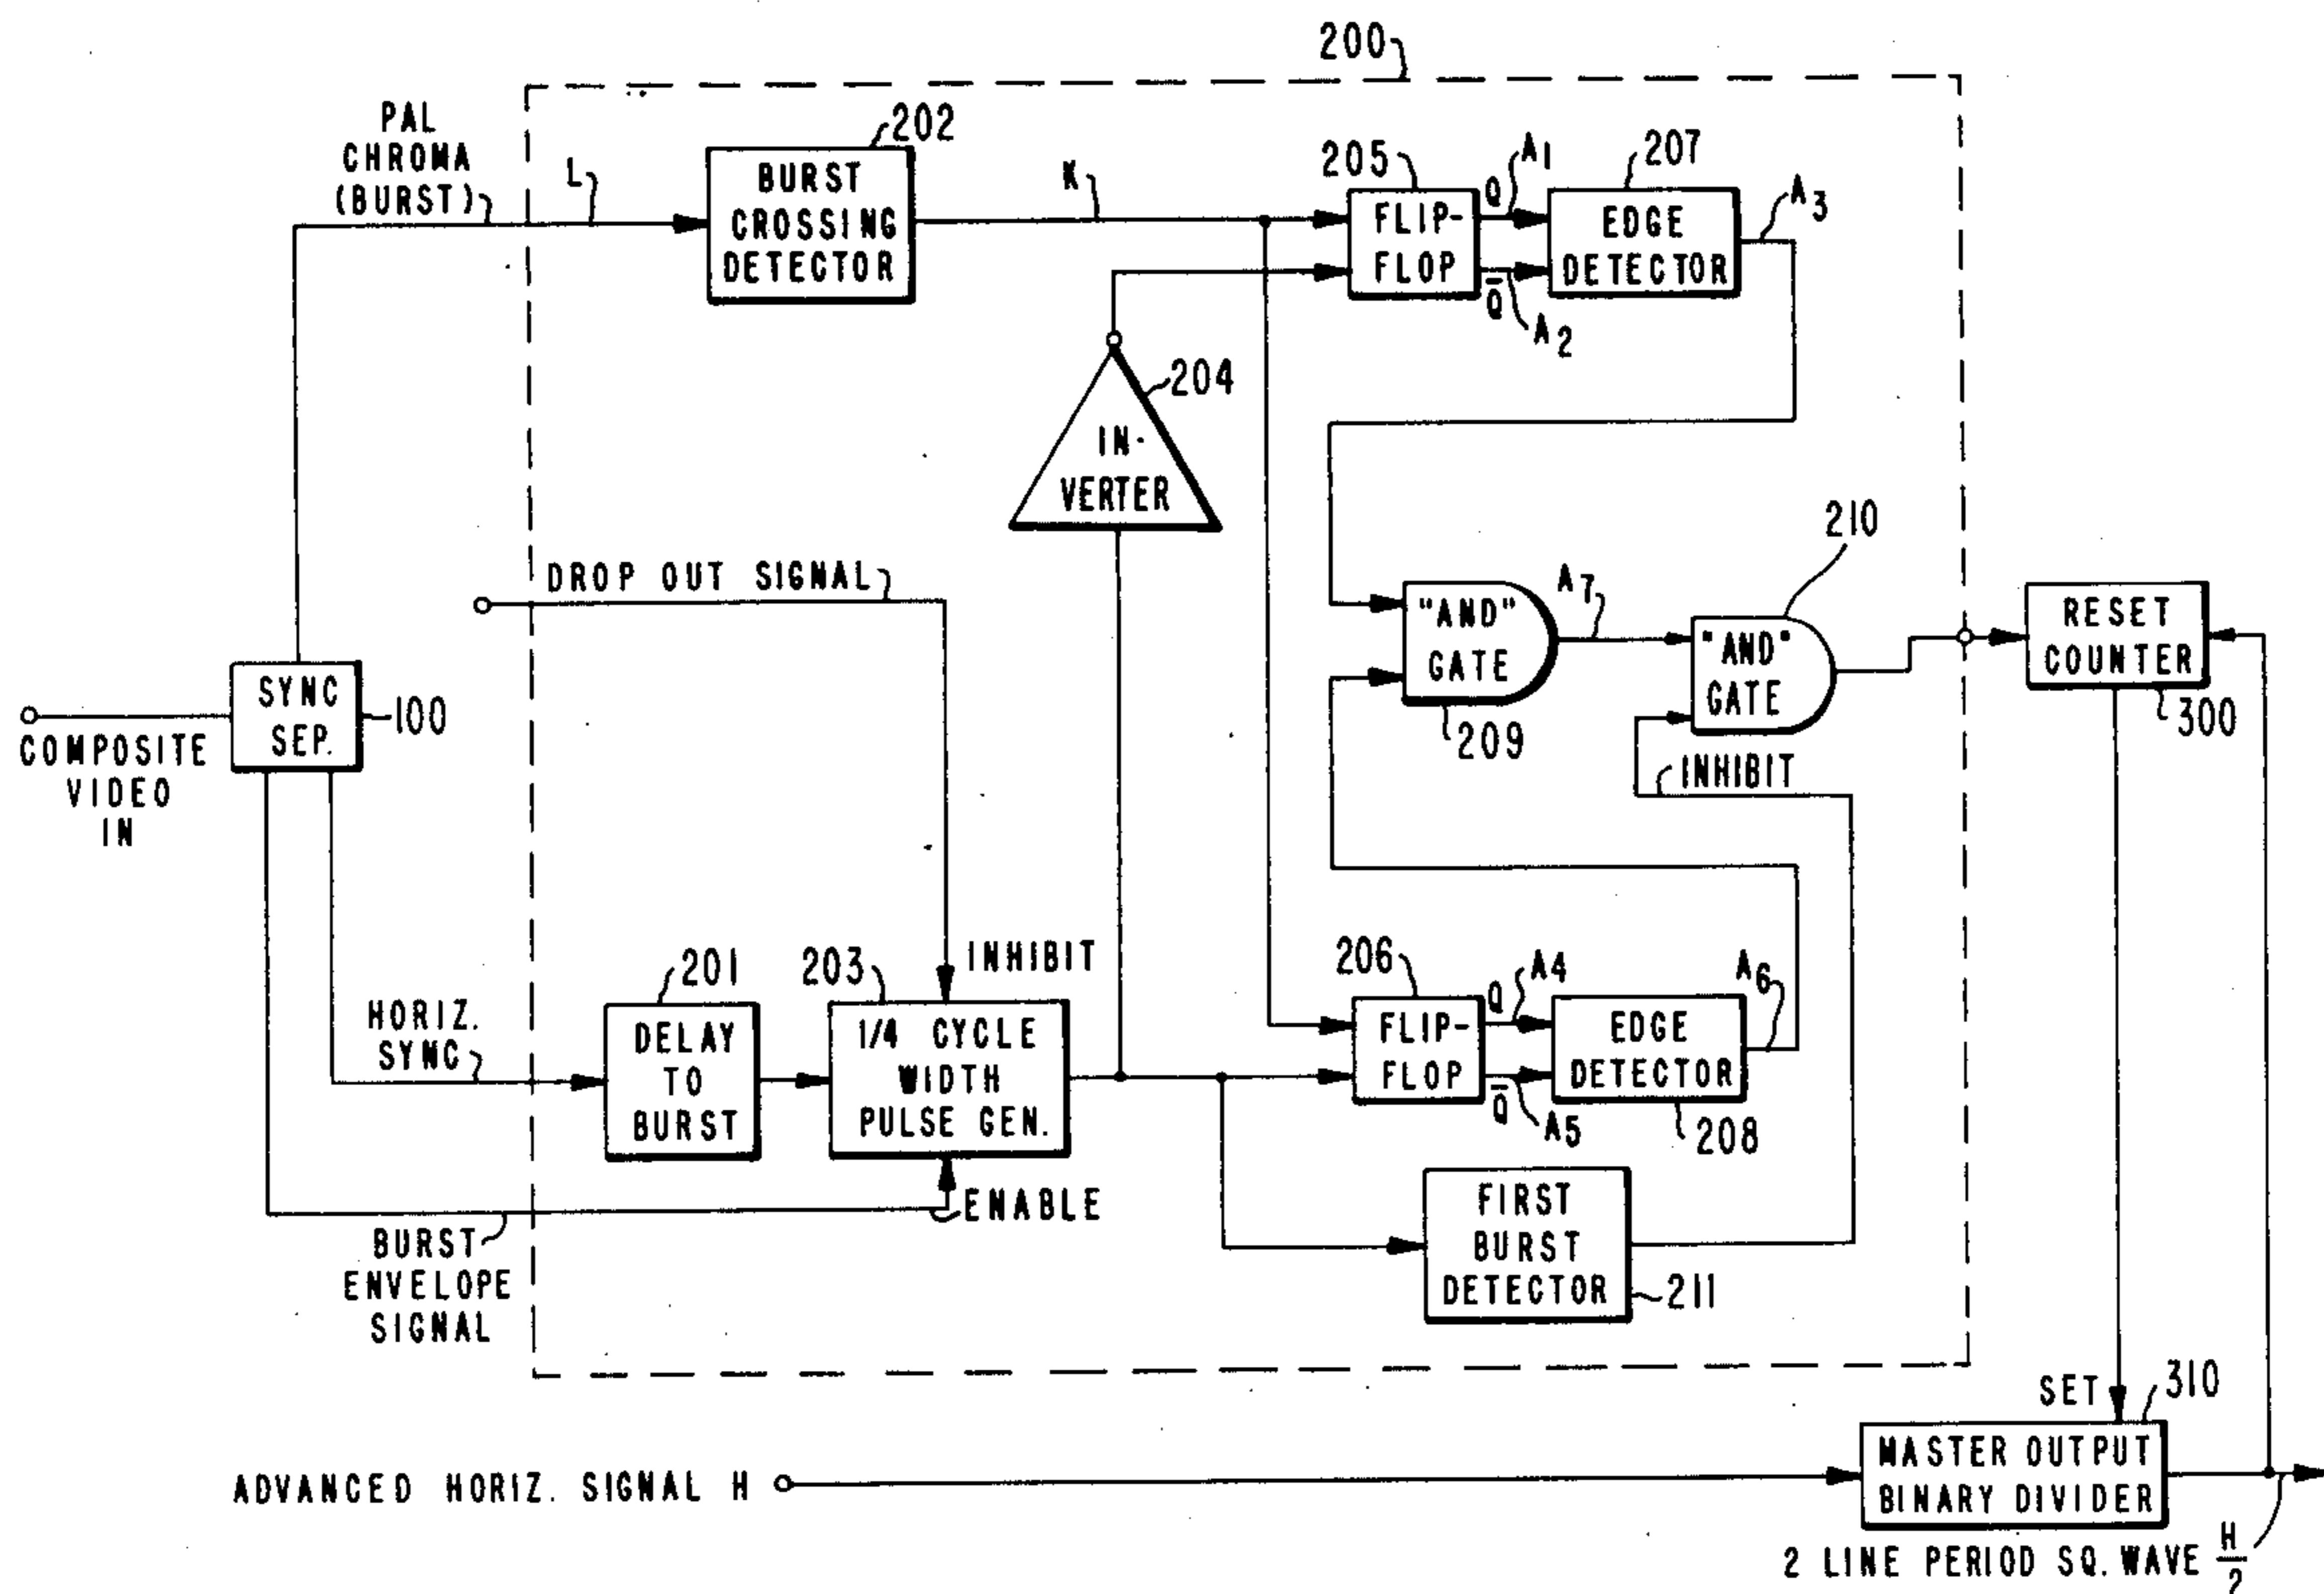 200
PAL
CHROMA
(BURST)
L
202
BURST
CROSSING
DETECTOR
K
205
FLIP-
FLOP
Q
A1
Q̅
A2
207
EDGE
DETECTOR
A3
204
IN-
VERTER
DROP OUT SIGNAL
210
"AND"
GATE
209
A7
"AND"
GATE
INHIBIT
RESET
COUNTER
300
SYNC
SEP.
100
COMPOSITE
VIDEO
IN
HORIZ.
SYNC
201
DELAY
TO
BURST
203
INHIBIT
1/4 CYCLE
WIDTH
PULSE GEN.
ENABLE
BURST
ENVELOPE
SIGNAL
206
FLIP-
FLOP
Q
A4
Q̅
A5
EDGE
DETECTOR
208
A6
FIRST
BURST
DETECTOR
211
SET
310
MASTER OUTPUT
BINARY DIVIDER
ADVANCED HORIZ. SIGNAL H
2 LINE PERIOD SQ. WAVE H/2